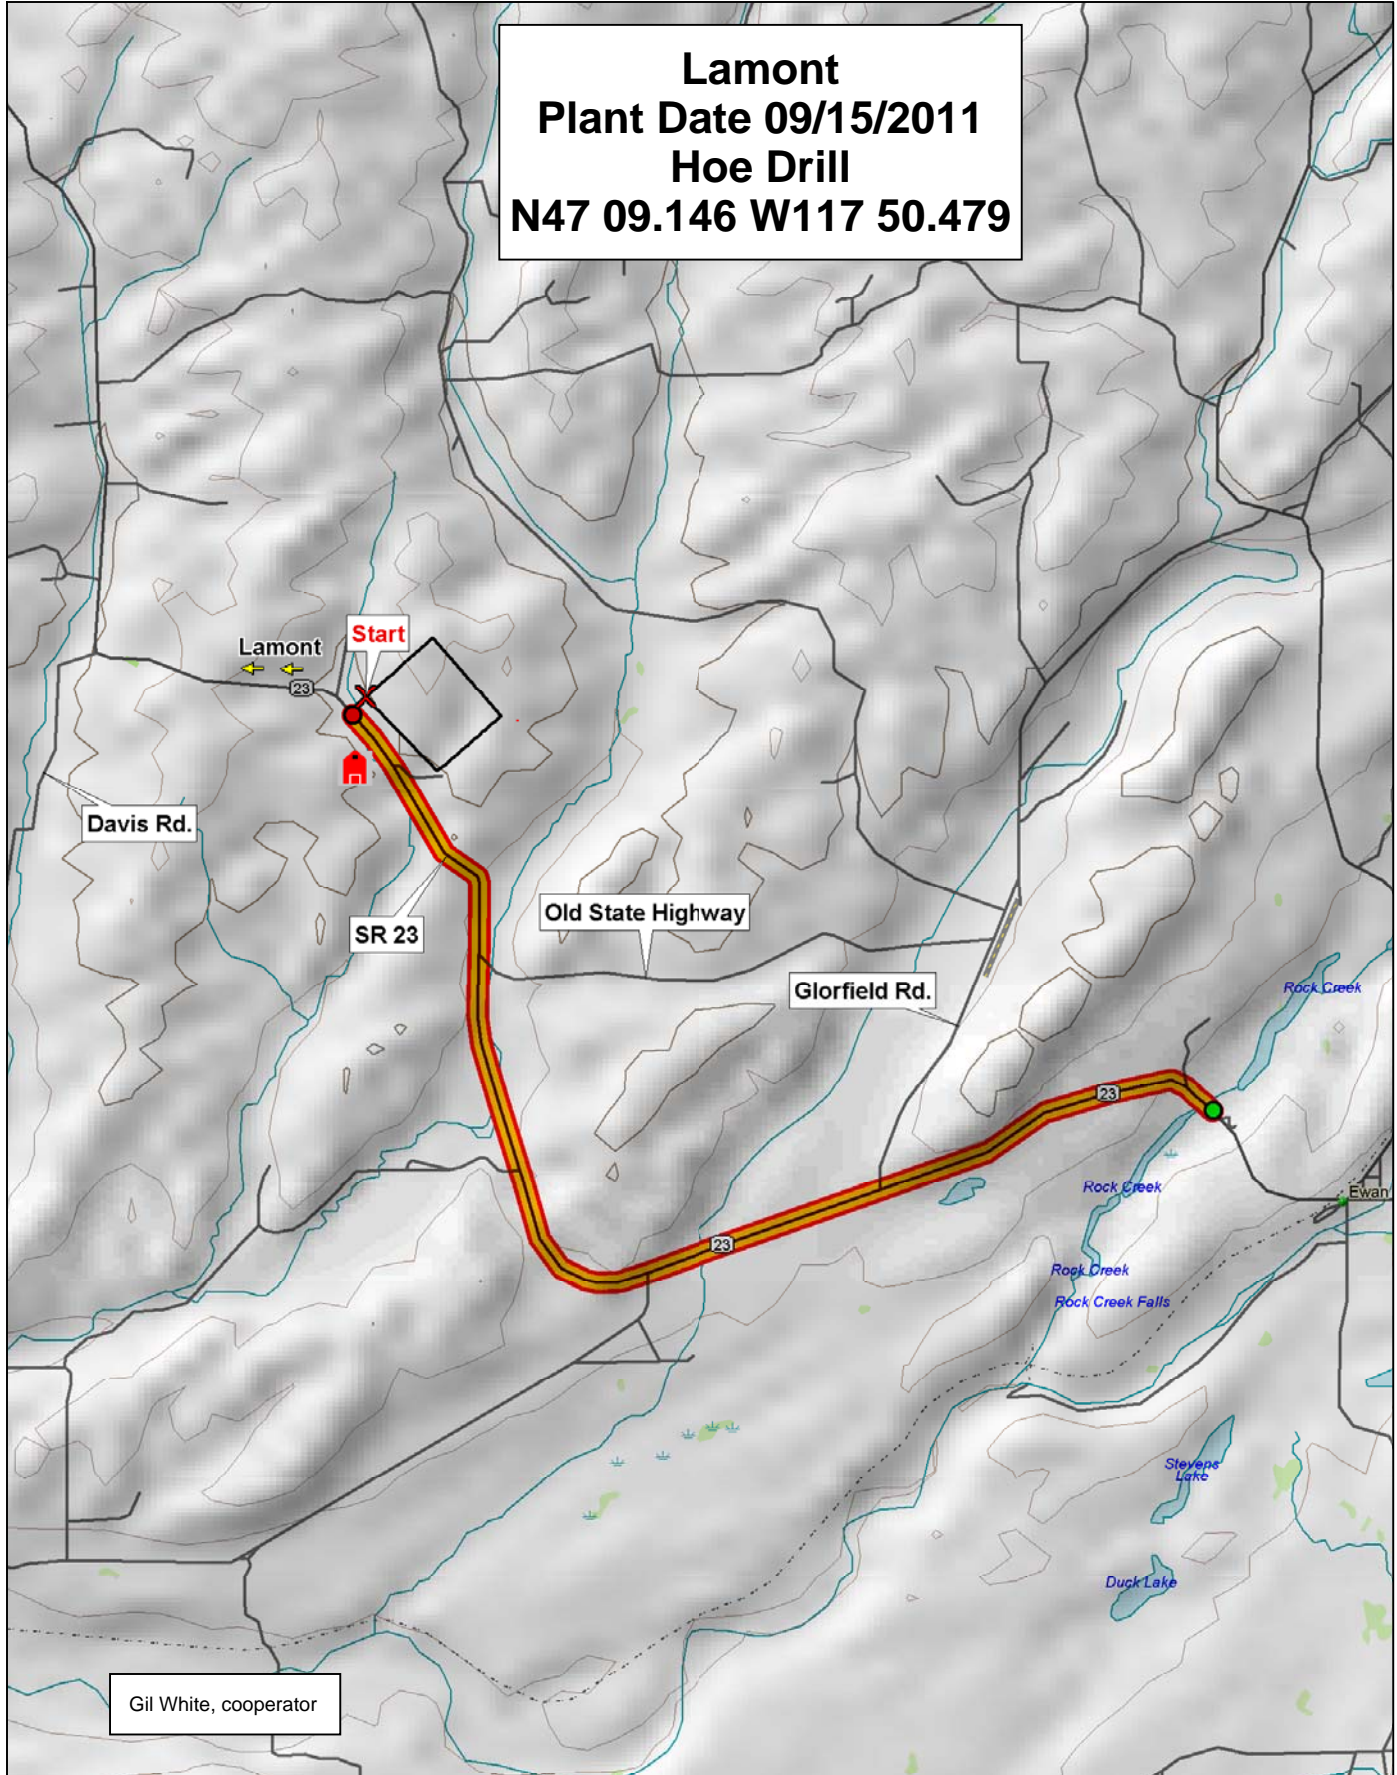 Lamont
Plant Date 09/15/2011
Hoe Drill
N47 09.146 W117 50.479
Start
Lamont
23
Davis Rd.
SR 23
Old State Highway
Glorfield Rd.
Rock Creek
23
Rock Creek
Ewan
23
Rock Creek
Rock Creek Falls
Stevens
Lake
Duck Lake
Gil White, cooperator